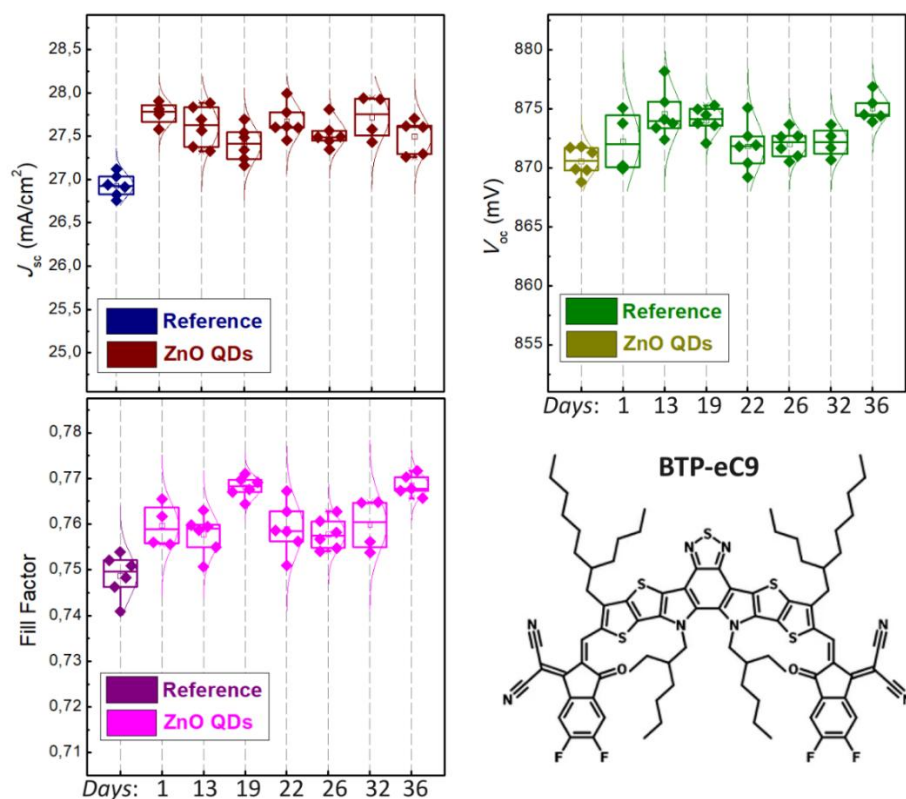 28,5
28,0
27,5
27,0
26,5
26,0
25,5
25,0
Jsc (mA/cm²)
Reference
ZnO QDs
880
875
870
865
860
855
Voc (mV)
Reference
ZnO QDs
Days: 1 13 19 22 26 32 36
0,78
0,77
0,76
0,75
0,74
0,73
0,72
0,71
Fill Factor
Reference
ZnO QDs
Days: 1 13 19 22 26 32 36
BTP-eC9
S
N N
S S
S N N S
N N
O O
N N
F F F F